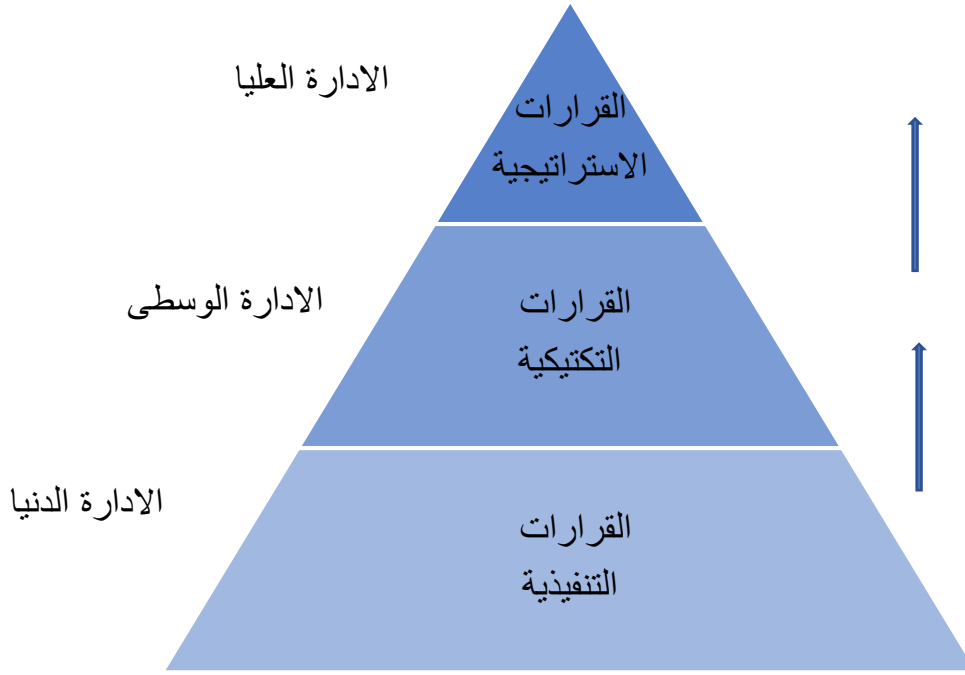 الادارة العليا
القرارات
الاستراتيجية
الادارة الوسطى
القرارات
التكتيكية
الادارة الدنيا
القرارات
التنفيذية